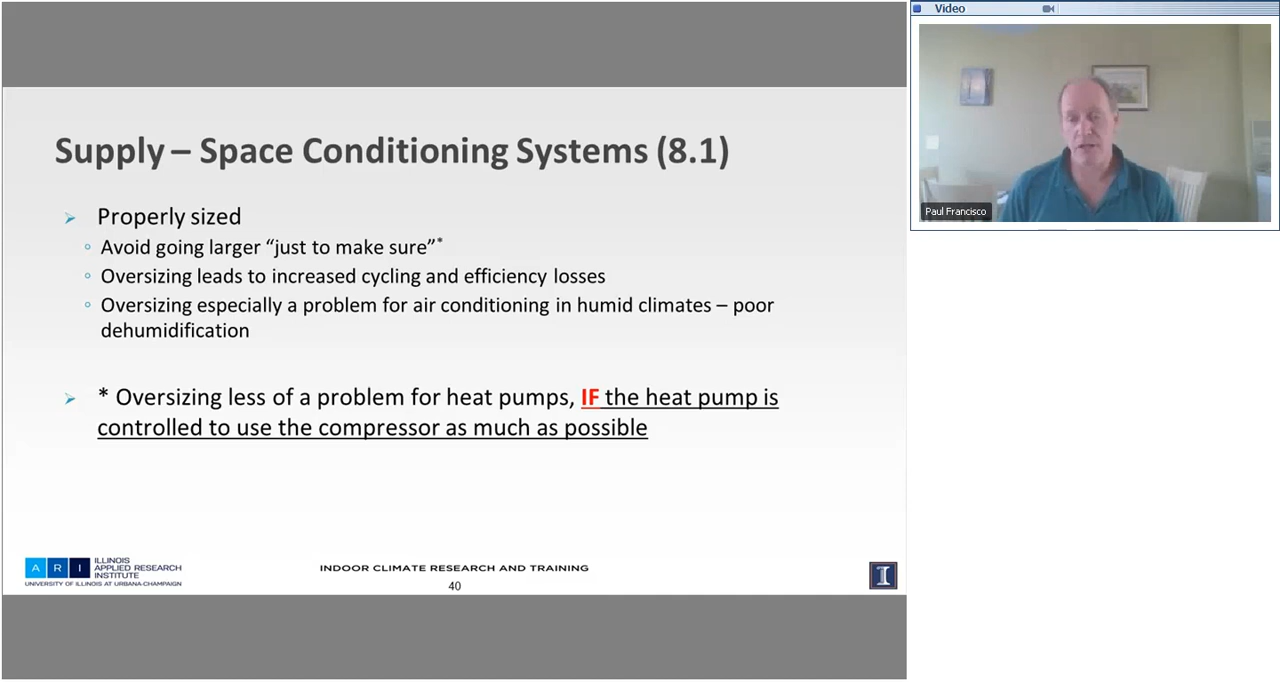 Video
Supply – Space Conditioning Systems (8.1)
Properly sized
Avoid going larger “just to make sure”*
Oversizing leads to increased cycling and efficiency losses
Oversizing especially a problem for air conditioning in humid climates – poor
dehumidification
* Oversizing less of a problem for heat pumps, IF the heat pump is
controlled to use the compressor as much as possible
Paul Francisco
A R I
ILLINOIS
APPLIED RESEARCH
INSTITUTE
UNIVERSITY OF ILLINOIS AT URBANA-CHAMPAIGN
INDOOR CLIMATE RESEARCH AND TRAINING
40
I